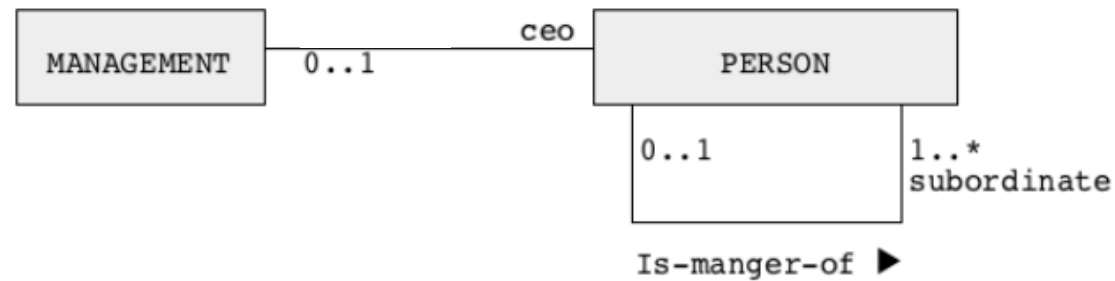 ceo
MANAGEMENT
0..1
PERSON
0..1
1..*
subordinate
Is-manger-of ▶